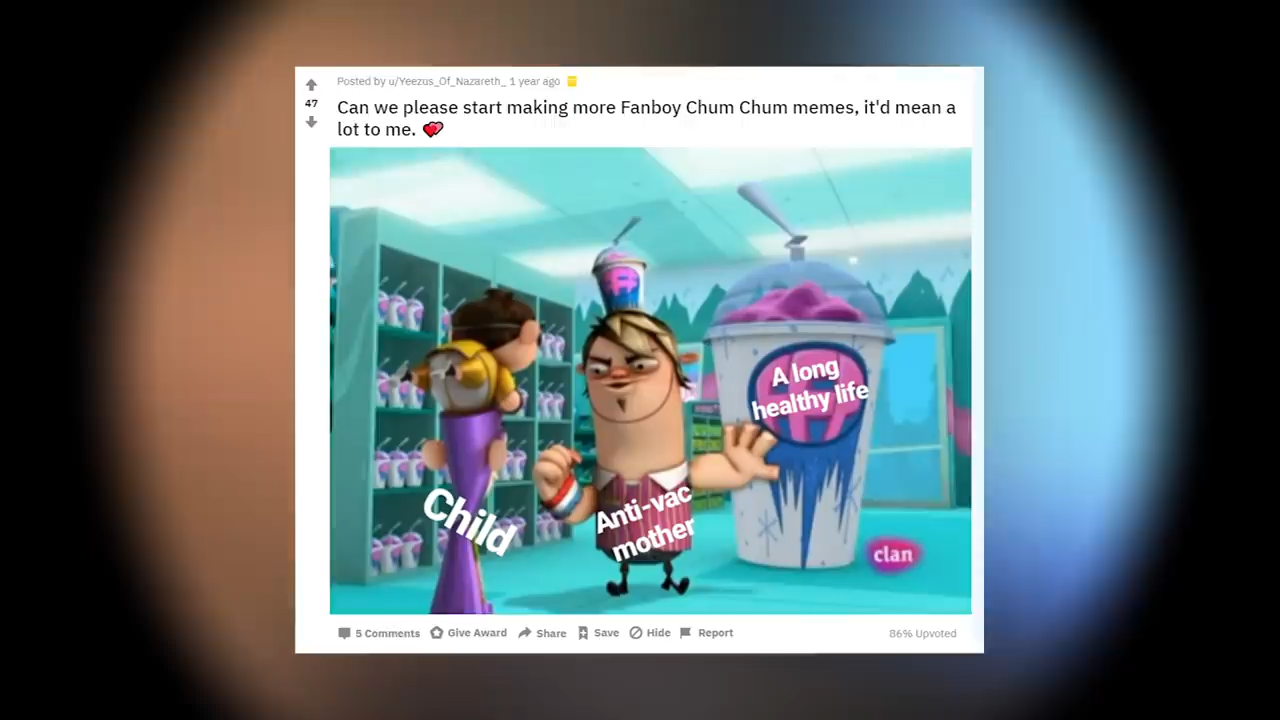 Posted by u/Yeezus_Of_Nazareth_ 1 year ago
47
Can we please start making more Fanboy Chum Chum memes, it'd mean a
lot to me.
A long
healthy life
Child
Anti-vac
mother
clan
5 Comments Give Award Share Save Hide Report 86% Upvoted